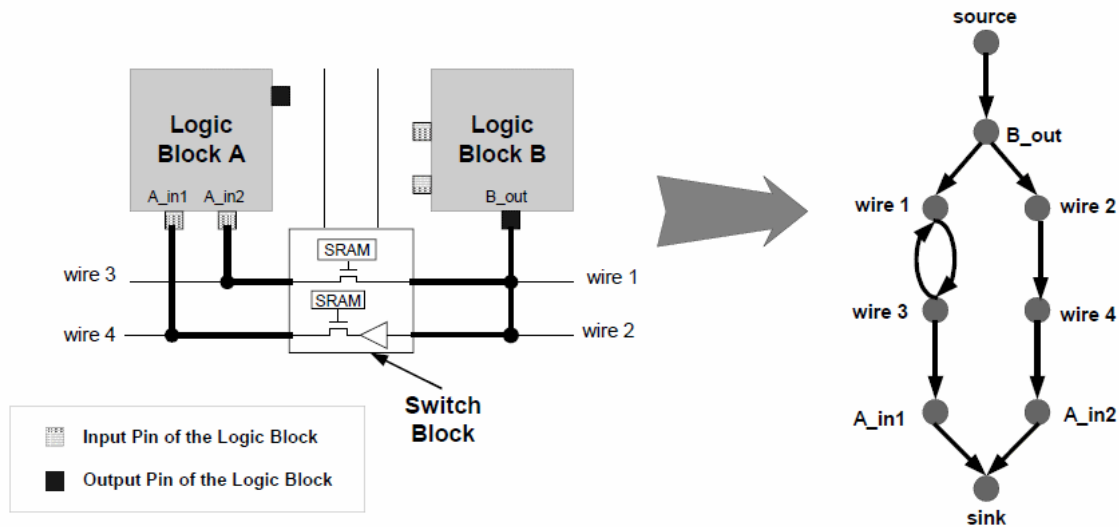 source
Logic
Block A
Logic
Block B
B_out
A_in1 A_in2
B_out
wire 1
wire 2
SRAM
wire 3
wire 1
SRAM
wire 3
wire 4
wire 4
wire 2
Switch
Block
A_in1
A_in2
Input Pin of the Logic Block
Output Pin of the Logic Block
sink